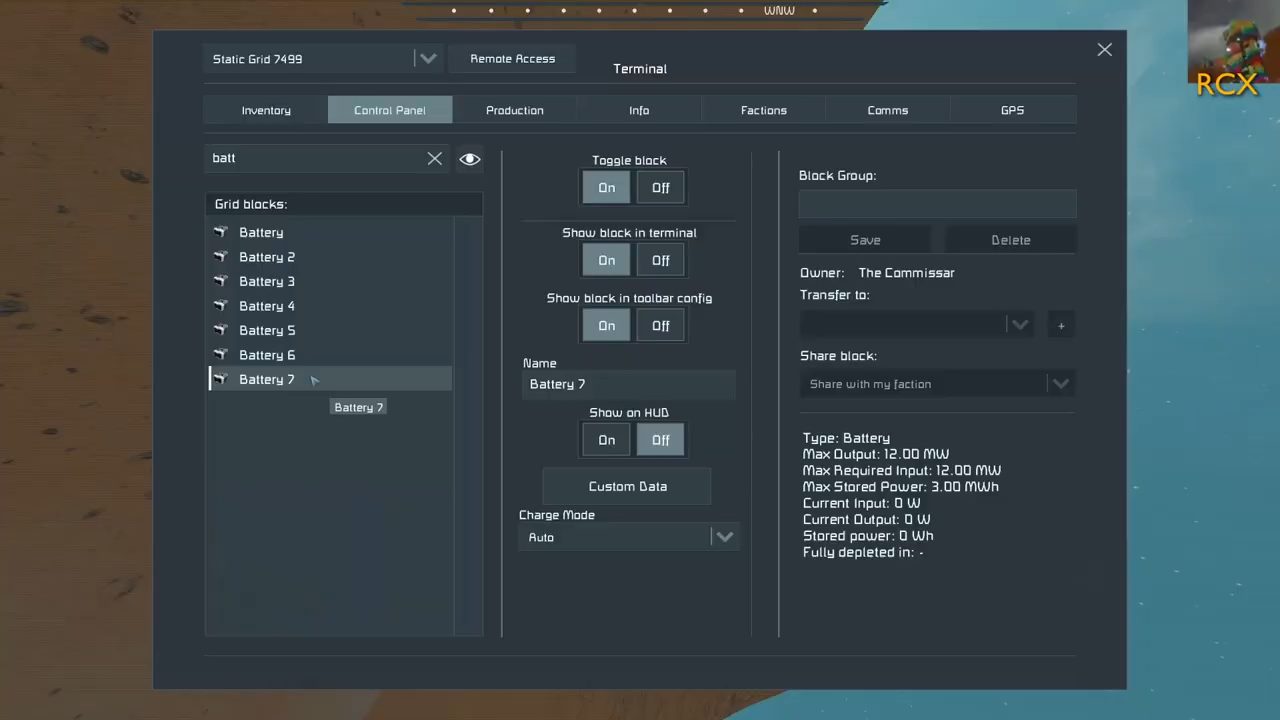 WNW
RCX
Static Grid 7499
Remote Access
Terminal
Inventory
Control Panel
Production
Info
Factions
Comms
GPS
batt
Grid blocks:
Battery
Battery 2
Battery 3
Battery 4
Battery 5
Battery 6
Battery 7
Battery 7
Toggle block
On
Off
Show block in terminal
On
Off
Show block in toolbar config
On
Off
Name
Battery 7
Show on HUD
On
Off
Custom Data
Charge Mode
Auto
Block Group:
Save
Delete
Owner: The Commissar
Transfer to:
+
Share block:
Share with my faction
Type: Battery
Max Output: 12.00 MW
Max Required Input: 12.00 MW
Max Stored Power: 3.00 MWh
Current Input: 0 W
Current Output: 0 W
Stored power: 0 Wh
Fully depleted in: -